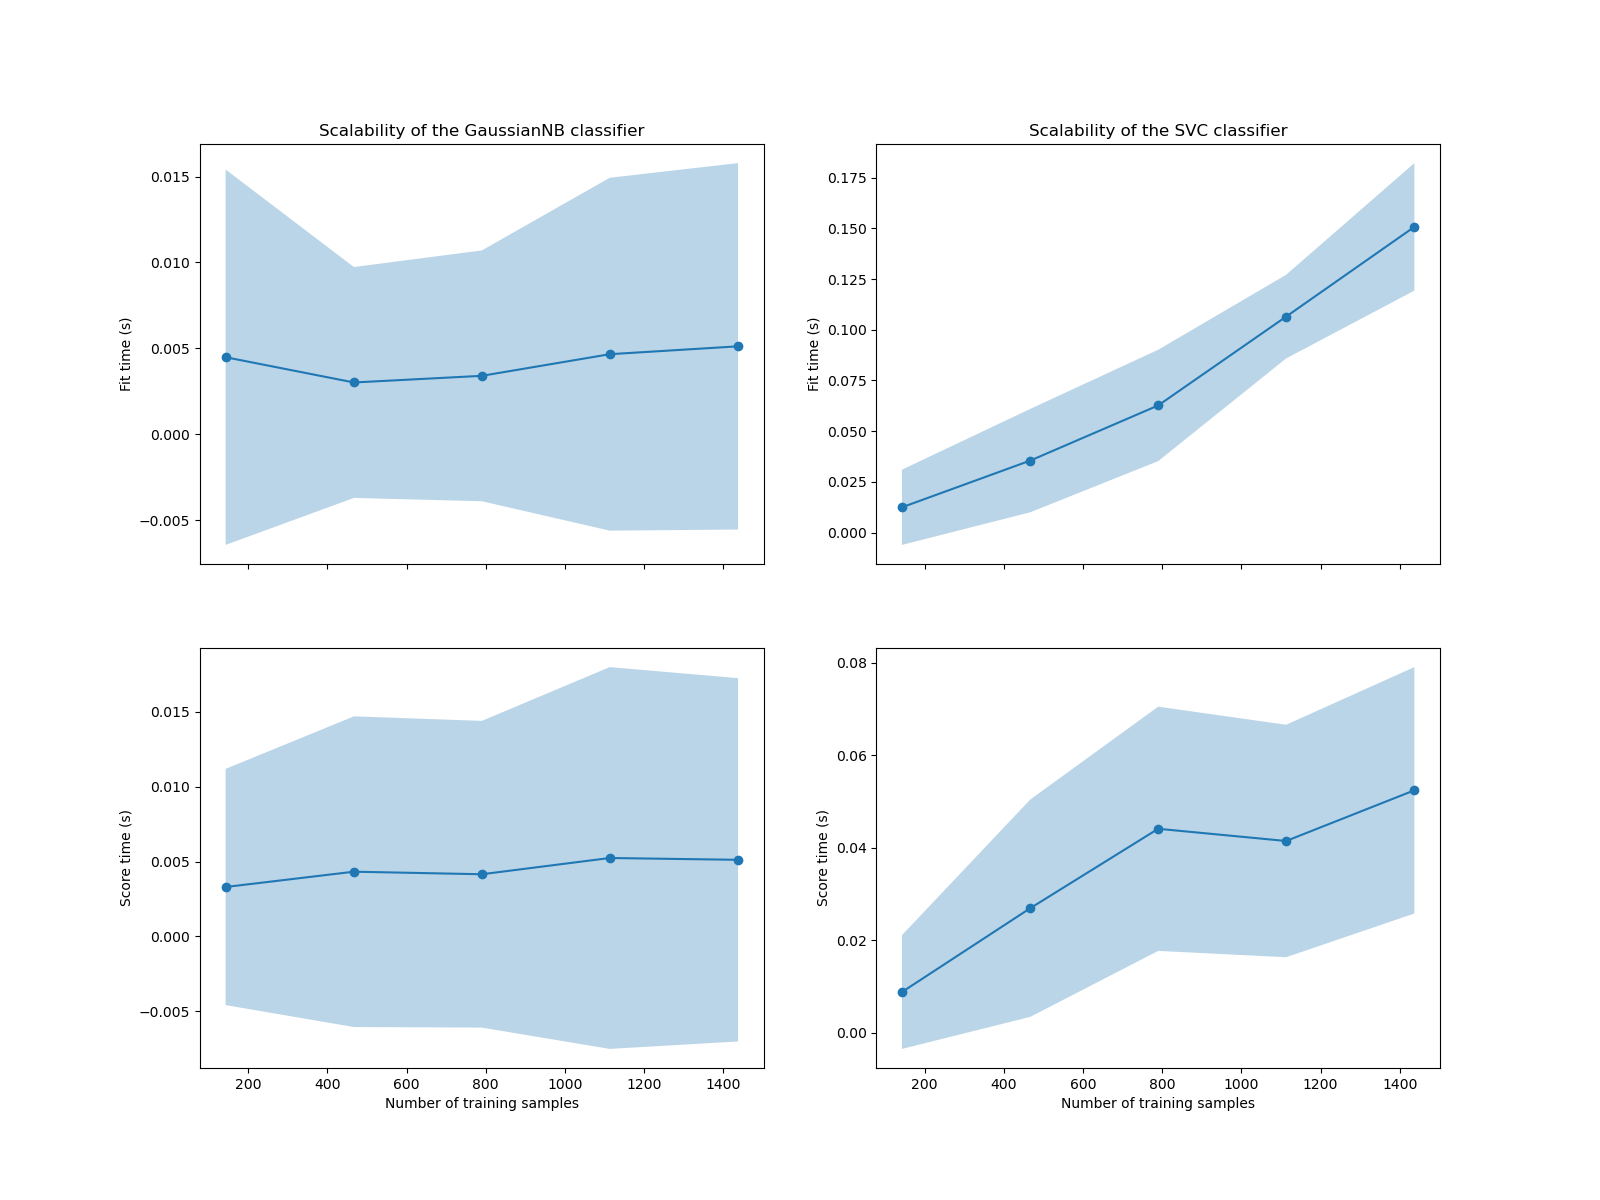 Scalability of the GaussianNB classifier
0.015
0.010
0.005
0.000
−0.005
Fit time (s)
Scalability of the SVC classifier
0.175
0.150
0.125
0.100
0.075
0.050
0.025
0.000
Fit time (s)
0.015
0.010
0.005
0.000
−0.005
Score time (s)
200 400 600 800 1000 1200 1400
Number of training samples
0.08
0.06
0.04
0.02
0.00
Score time (s)
200 400 600 800 1000 1200 1400
Number of training samples